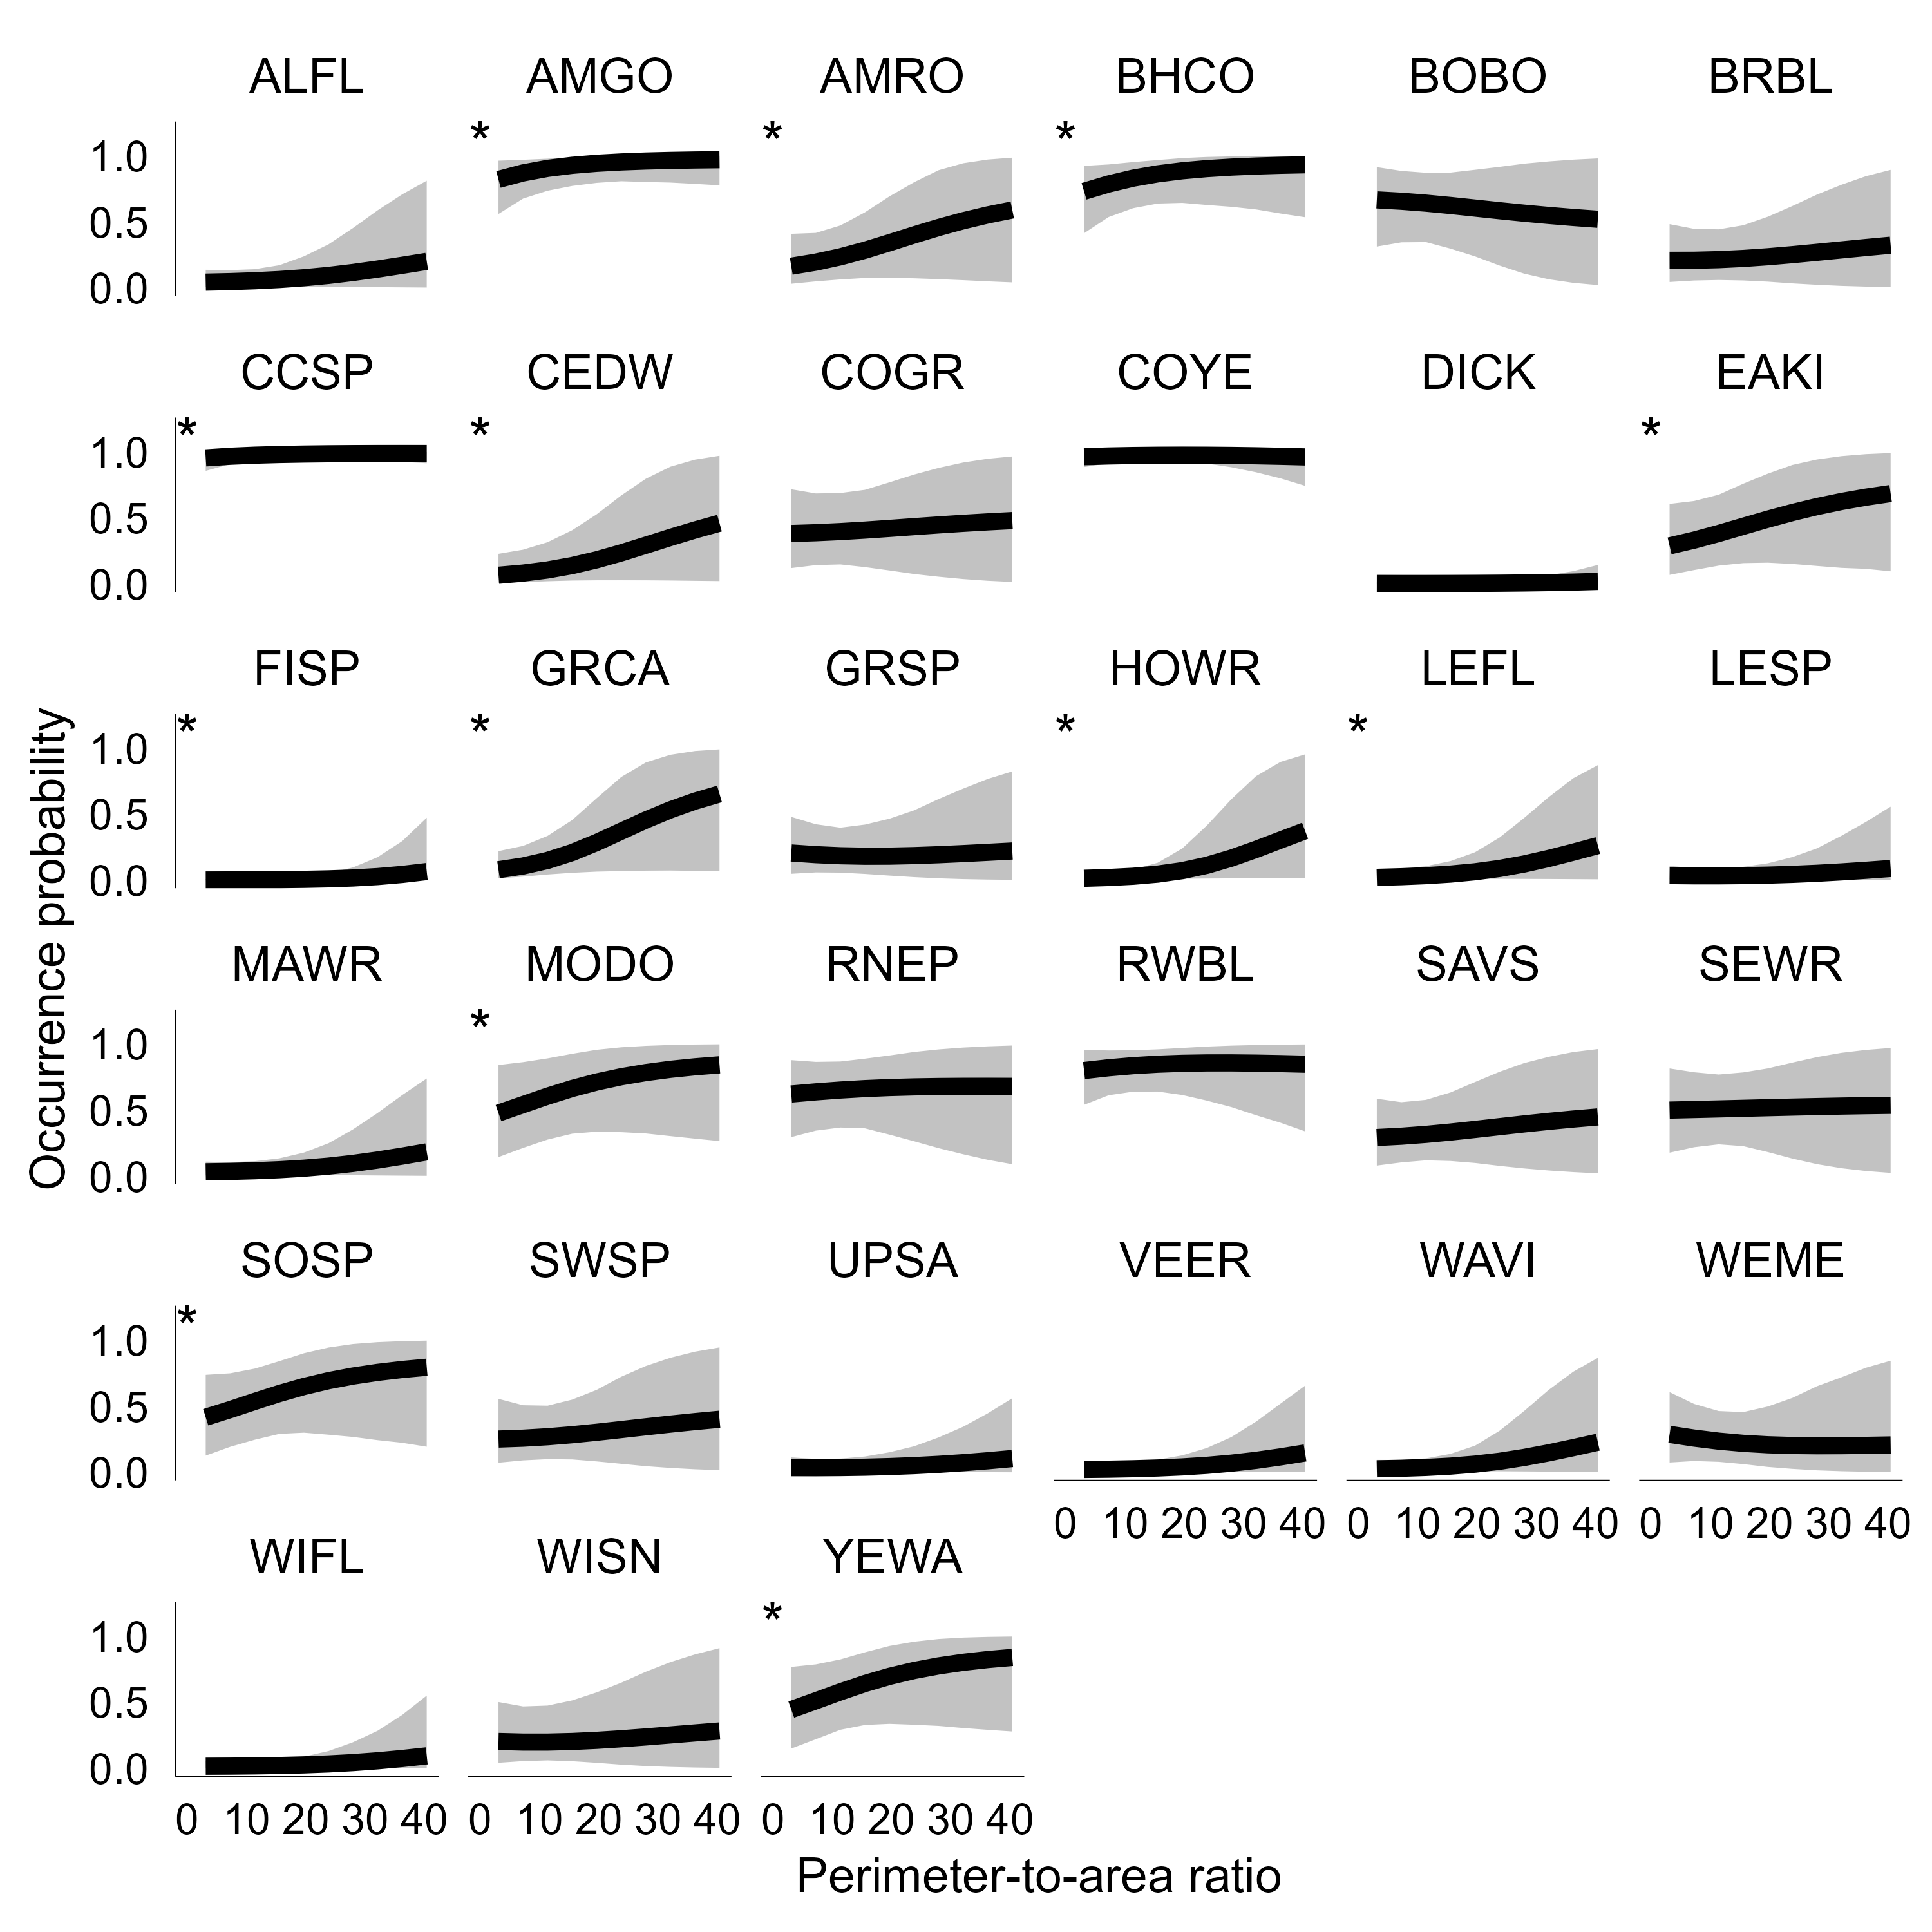 ALFL AMGO AMRO BHCO BOBO BRBL
* * *
1.0
0.5
0.0
CCSP CEDW COGR COYE DICK EAKI
* * *
1.0
0.5
0.0
FISP GRCA GRSP HOWR LEFL LESP
* * * *
1.0
0.5
0.0
MAWR MODO RNEP RWBL SAVS SEWR
*
1.0
0.5
0.0
SOSP SWSP UPSA VEER WAVI WEME
*
1.0
0.5
0.0
0 10 20 30 40 0 10 20 30 40 0 10 20 30 40
WIFL WISN YEWA
*
1.0
0.5
0.0
0 10 20 30 40 0 10 20 30 40 0 10 20 30 40
Perimeter-to-area ratio
Occurrence probability